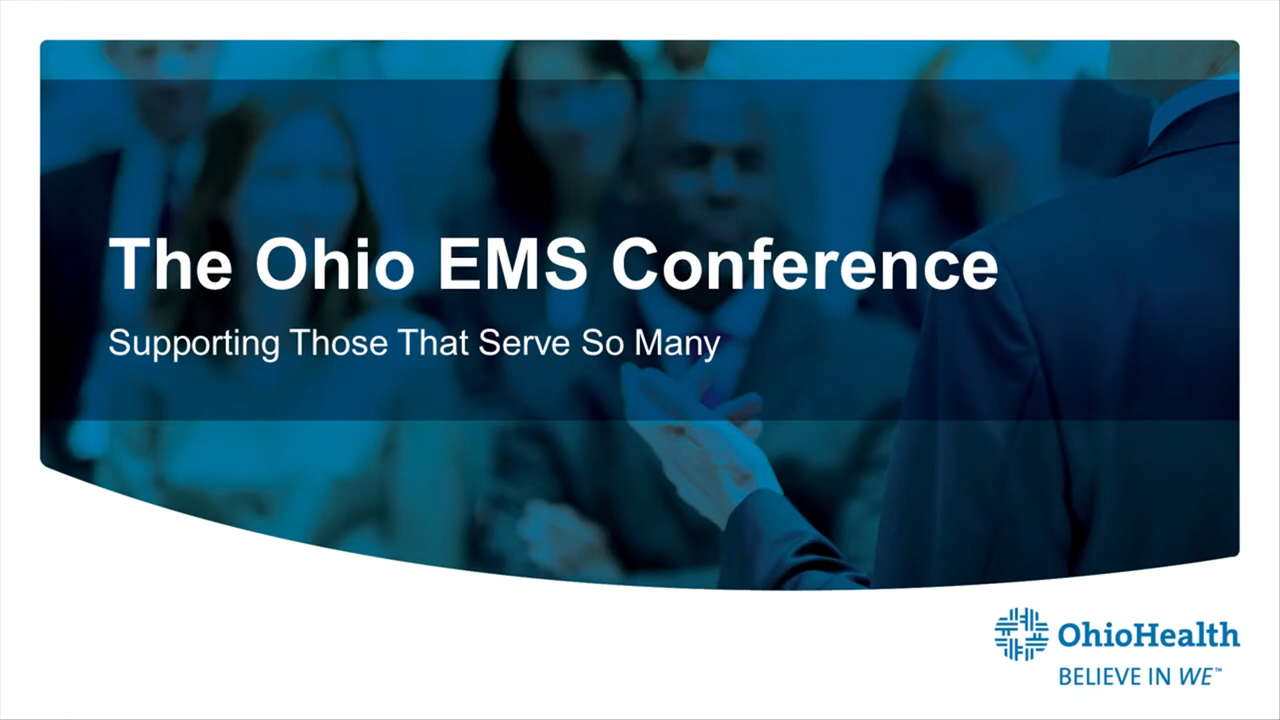 The Ohio EMS Conference
Supporting Those That Serve So Many
OhioHealth
BELIEVE IN WE™